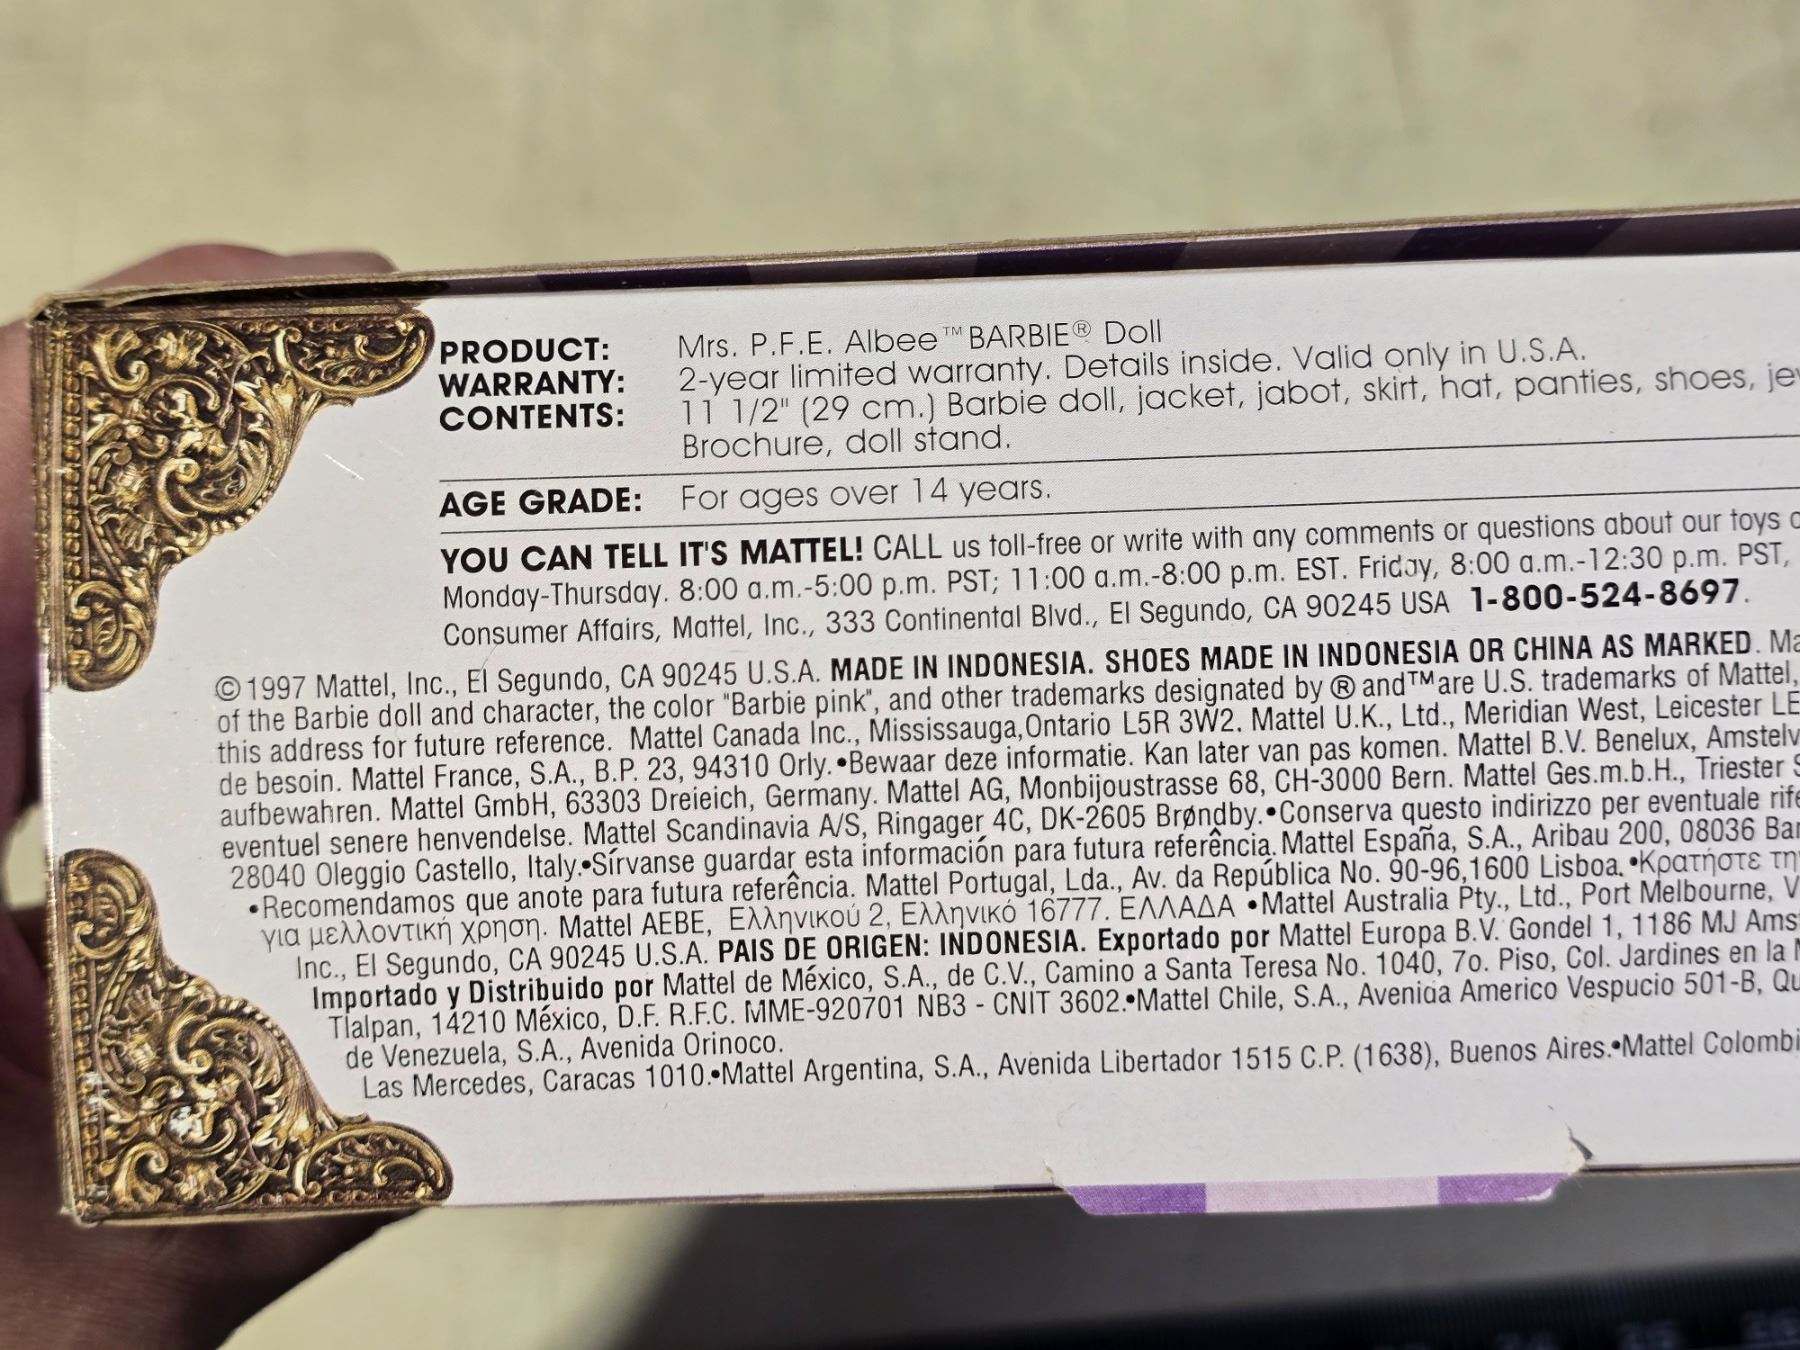 PRODUCT: Mrs. P.F.E. Albee™ BARBIE® Doll
WARRANTY: 2-year limited warranty. Details inside. Valid only in U.S.A.
CONTENTS: 11 1/2" (29 cm.) Barbie doll, jacket, jabot, skirt, hat, panties, shoes,
Brochure, doll stand.
AGE GRADE: For ages over 14 years.
YOU CAN TELL IT'S MATTEL! CALL us toll-free or write with any comments or questions about our toys
Monday-Thursday. 8:00 a.m.-5:00 p.m. PST; 11:00 a.m.-8:00 p.m. EST. Friday, 8:00 a.m.-12:30 p.m. PST,
Consumer Affairs, Mattel, Inc., 333 Continental Blvd., El Segundo, CA 90245 USA 1-800-524-8697.
©1997 Mattel, Inc., El Segundo, CA 90245 U.S.A. MADE IN INDONESIA. SHOES MADE IN INDONESIA OR CHINA AS MARKED.
of the Barbie doll and character, the color "Barbie pink", and other trademarks designated by ® and™ are U.S. trademarks of Mattel,
this address for future reference. Mattel Canada Inc., Mississauga,Ontario L5R 3W2. Mattel U.K., Ltd., Meridian West, Leicester
de besoin. Mattel France, S.A., B.P. 23, 94310 Orly.•Bewaar deze informatie. Kan later van pas komen. Mattel B.V. Benelux,
aufbewahren. Mattel GmbH, 63303 Dreieich, Germany. Mattel AG, Monbijoustrasse 68, CH-3000 Bern. Mattel Ges.m.b.H., Triester
eventuel senere henvendelse. Mattel Scandinavia A/S, Ringager 4C, DK-2605 Brøndby.•Conserva questo indirizzo per eventuale
28040 Oleggio Castello, Italy.•Sírvanse guardar esta información para futura referência. Mattel España, S.A., Aribau 200, 08036
•Recomendamos que anote para futura referência. Mattel Portugal, Lda., Av. da República No. 90-96,1600 Lisboa.•Κρατήστε
για μελλοντική χρηση. Mattel AEBE, Ελληνικού 2, Ελληνικό 16777. ΕΛΛΑΔΑ •Mattel Australia Pty., Ltd., Port Melbourne,
Inc., El Segundo, CA 90245 U.S.A. PAIS DE ORIGEN: INDONESIA. Exportado por Mattel Europa B.V. Gondel 1, 1186 MJ
Importado y Distribuido por Mattel de México, S.A., de C.V., Camino a Santa Teresa No. 1040, 7o. Piso, Col. Jardines en la
Tlalpan, 14210 México, D.F. R.F.C. MME-920701 NB3 - CNIT 3602.•Mattel Chile, S.A., Avenida Americo Vespucio 501-B,
de Venezuela, S.A., Avenida Orinoco.
Las Mercedes, Caracas 1010.•Mattel Argentina, S.A., Avenida Libertador 1515 C.P. (1638), Buenos Aires.•Mattel